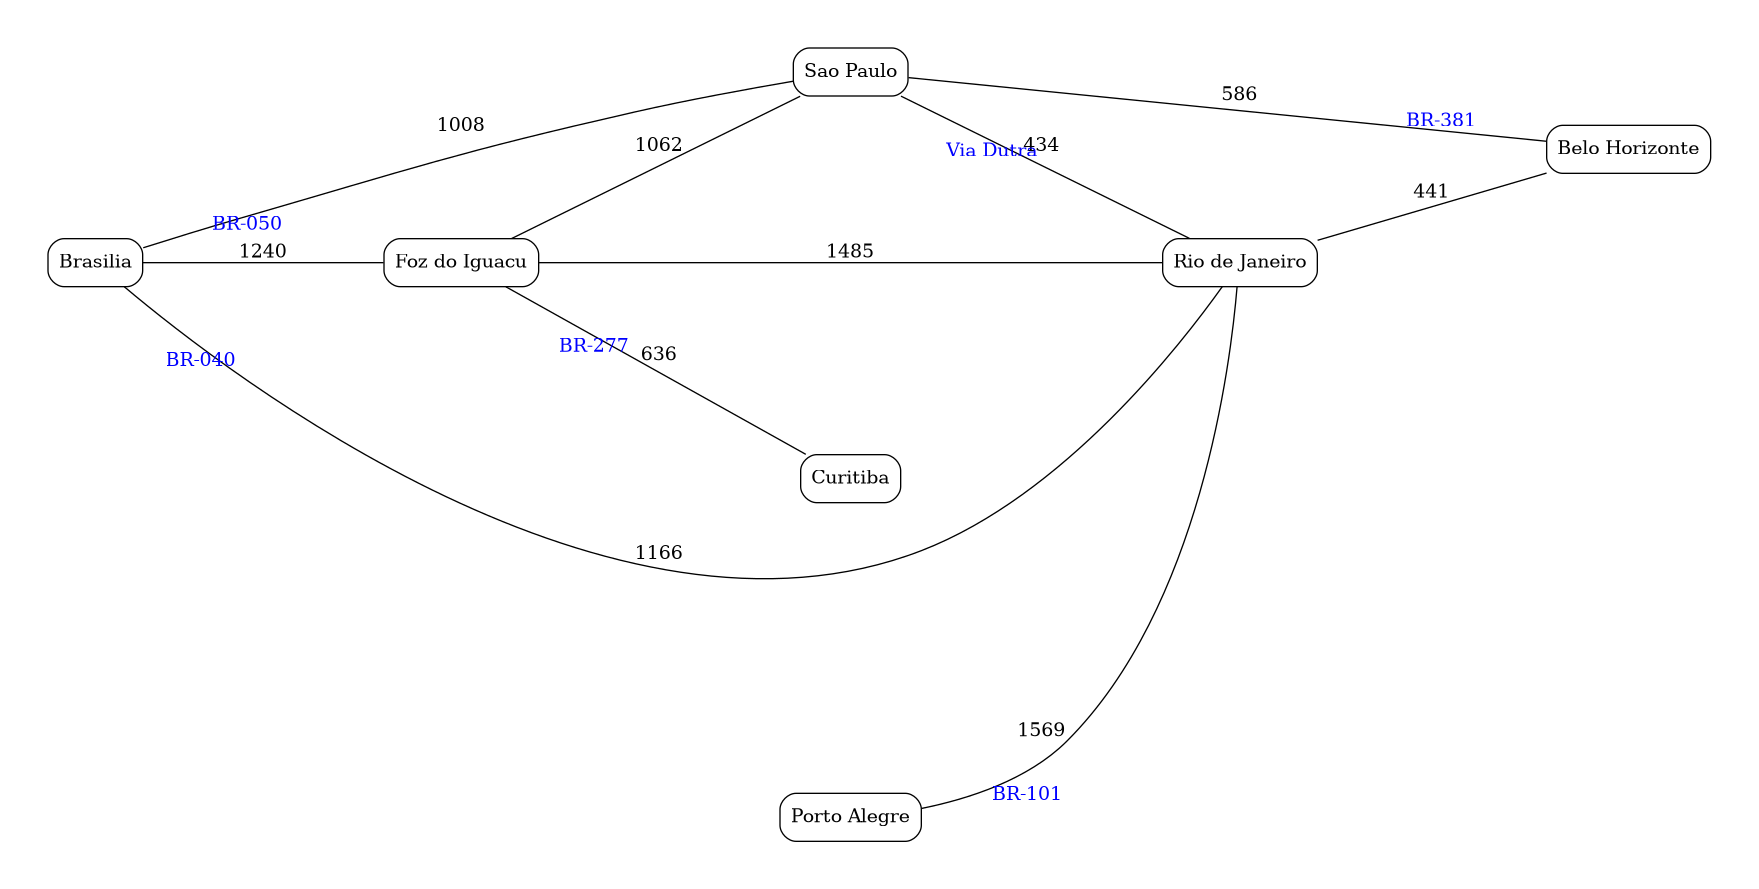 Sao Paulo
586
1008
BR-381
1062
Via Dutra
434
Belo Horizonte
441
BR-050
1240
1485
Brasilia
Foz do Iguacu
Rio de Janeiro
BR-277
636
BR-040
Curitiba
1166
1569
BR-101
Porto Alegre